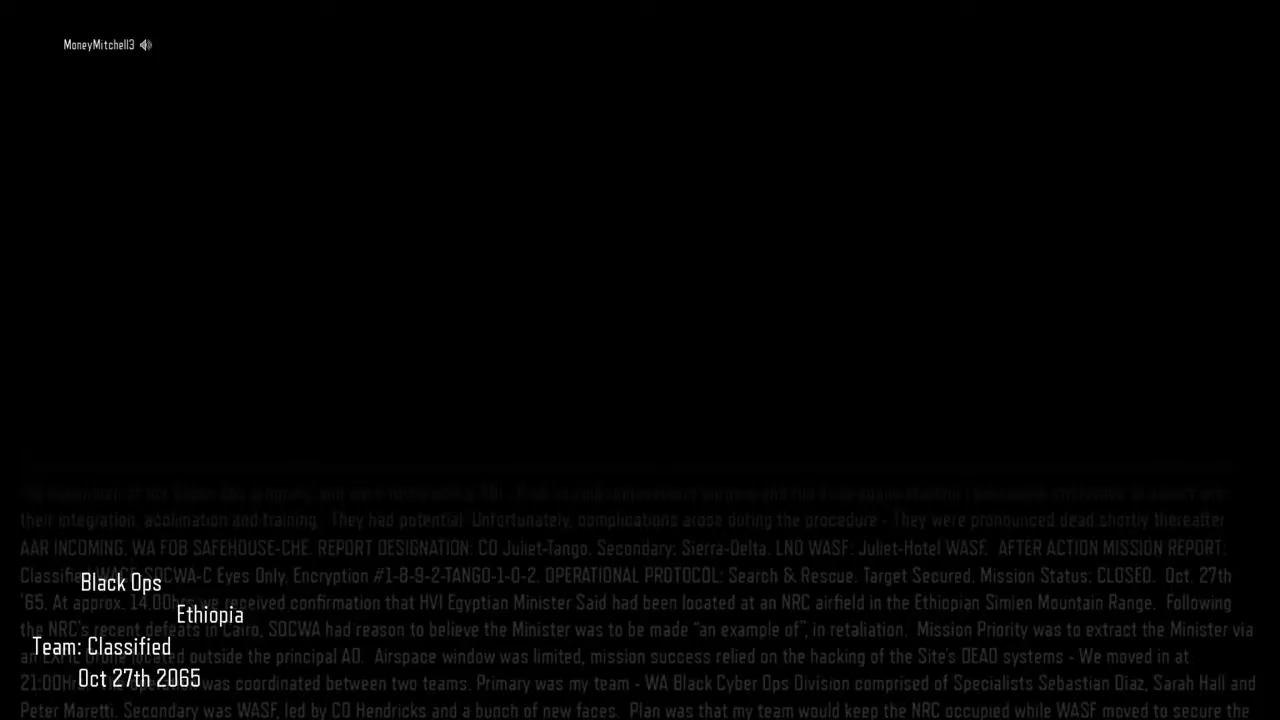 MoneyMitchell3
their integration, acclimation and training. They had potential. Unfortunately, complications arose during the procedure - They were pronounced dead shortly thereafter
AAR INCOMING. WA FOB SAFEHOUSE-CHE. REPORT DESIGNATION: CO Juliet-Tango. Secondary: Sierra-Delta. LNO WASF: Juliet-Hotel WASF. AFTER ACTION MISSION REPORT:
SOCWA-C Eyes Only. Encryption #1-8-9-2-TANGO-1-0-2. OPERATIONAL PROTOCOL: Search & Rescue. Target Secured. Mission Status: CLOSED. Oct. 27th
Black Ops
'65. At approx. 14.00hrs we received confirmation that HVI Egyptian Minister Said had been located at an NRC airfield in the Ethiopian Simien Mountain Range. Following
Ethiopia
the NRC's recent defeats in Cairo, SOCWA had reason to believe the Minister was to be made "an example of", in retaliation. Mission Priority was to extract the Minister via
Team: Classified
an located outside the principal AO. Airspace window was limited, mission success relied on the hacking of the Site's DEAD systems - We moved in at
Oct 27th 2065
was coordinated between two teams. Primary was my team - WA Black Cyber Ops Division comprised of Specialists Sebastian Diaz, Sarah Hall and
Peter Maretti. Secondary was WASF, led by CO Hendricks and a bunch of new faces. Plan was that my team would keep the NRC occupied while WASF moved to secure the